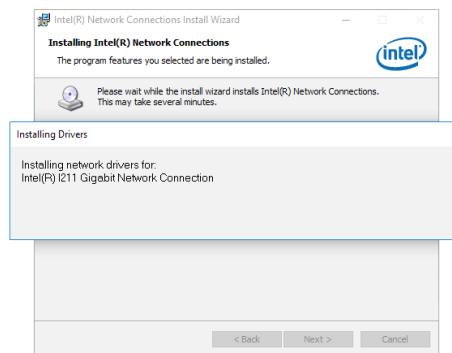 Intel(R) Network Connections Install Wizard
Installing Intel(R) Network Connections
The program features you selected are being installed.
intel
Please wait while the install wizard installs Intel(R) Network Connections.
This may take several minutes.
Installing Drivers
Installing network drivers for:
Intel(R) I211 Gigabit Network Connection
< Back
Next >
Cancel